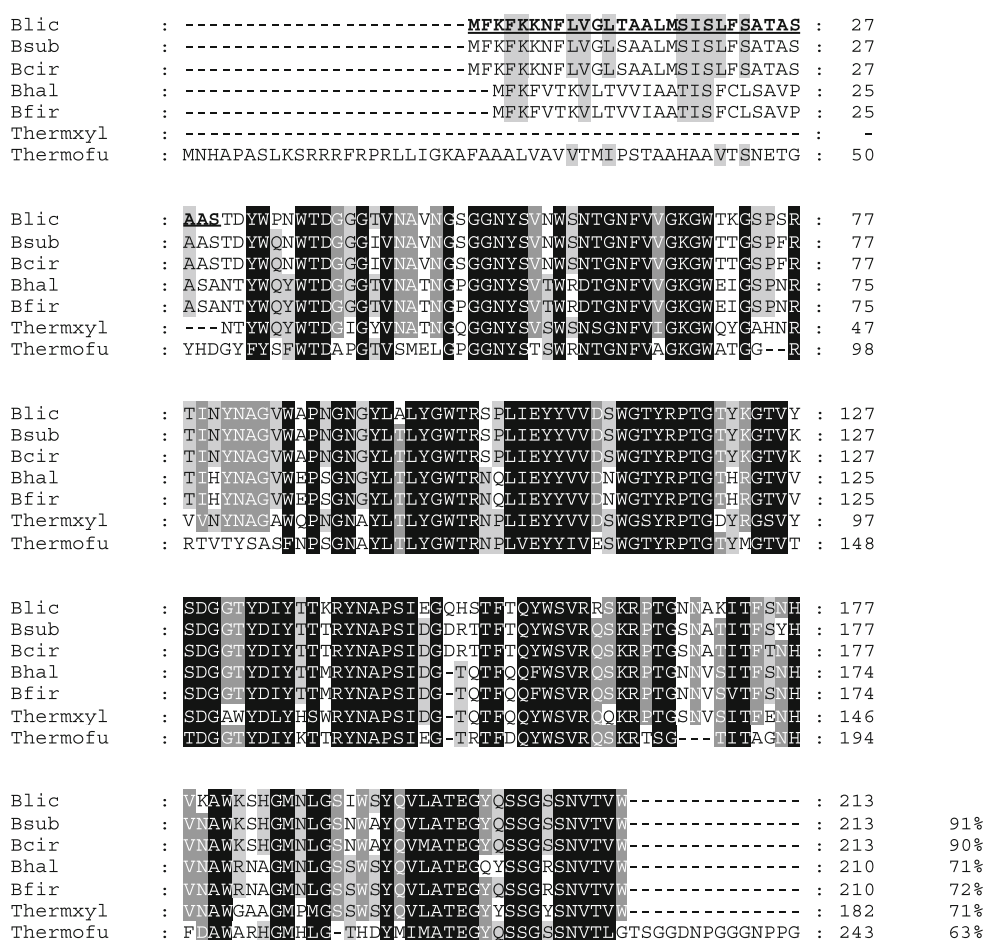 Blic : -----------------------MFKFKKNFLVGLTAALMSISLFSATAS : 27
Bsub : -----------------------MFKFKKNFLVGLSAALMSISLFSATAS : 27
Bcir : -----------------------MFKFKKNFLVGLSAALMSISLFSATAS : 27
Bhal : -------------------------MFKFVTKVLTVVIAATISFCLSAVP : 25
Bfir : -------------------------MFKFVTKVLTVVIAATISFCLSAVP : 25
Thermxyl : -------------------------------------------------- : -
Thermofu : MNHAPASLKSRRRFRPRLLIGKAFAAALVAVVTMIPSTAAHAAVTSNETG : 50
Blic : AASTDYWPNWTDGGGTVNAVNGSGGNYSVNWSNTGNFVVGKGWTKGSPSR : 77
Bsub : AASTDYWQNWTDGGGIVNAVNGSGGNYSVNWSNTGNFVVGKGWTTGSPFR : 77
Bcir : AASTDYWQNWTDGGGIVNAVNGSGGNYSVNWSNTGNFVVGKGWTTGSPFR : 77
Bhal : ASANTYWQYWTDGGGTVNATNGPGGNYSVTWRDTGNFVVGKGWEIGSPNR : 75
Bfir : ASANTYWQYWTDGGGTVNATNGPGGNYSVTWRDTGNFVVGKGWEIGSPNR : 75
Thermxyl : ---NTYWQYWTDGIGYVNATNGQGGNYSVSWSNSGNFVIGKGWQYGAHNR : 47
Thermofu : YHDGYFYSFWTDAPGTVSMELGPGGNYSTSWRNTGNFVAGKGWATGG--R : 98
Blic : TINYNAGVWAPNGNGYLALYGWTRSPLIEYYVVDSWGTYRPTGTYKGTVY : 127
Bsub : TINYNAGVWAPNGNGYLTLYGWTRSPLIEYYVVDSWGTYRPTGTYKGTVK : 127
Bcir : TINYNAGVWAPNGNGYLTLYGWTRSPLIEYYVVDSWGTYRPTGTYKGTVK : 127
Bhal : TIHYNAGVWEPSGNGYLTLYGWTRNQLIEYYVVDNWGTYRPTGTHRGTVV : 125
Bfir : TIHYNAGVWEPSGNGYLTLYGWTRNQLIEYYVVDNWGTYRPTGTHRGTVV : 125
Thermxyl : VVNYNAGAWQPNGNAYLTLYGWTRNPLIEYYVVDSWGSYRPTGDYRGSVY : 97
Thermofu : RTVTYSASFNPSGNAYLTLYGWTRNPLVEYYIVESWGTYRPTGTYMGTVT : 148
Blic : SDGGTYDIYTTKRYNAPSIEGQHSTFTQYWSVRRSKRPTGNNAKITFSNH : 177
Bsub : SDGGTYDIYTTTRYNAPSIDGDRTTFTQYWSVRQSKRPTGSNATITFSYH : 177
Bcir : SDGGTYDIYTTTRYNAPSIDGDRTTFTQYWSVRQSKRPTGSNATITFTNH : 177
Bhal : SDGGTYDIYTTMRYNAPSIDG-TQTFQQFWSVRQSKRPTGNNVSITFSNH : 174
Bfir : SDGGTYDIYTTMRYNAPSIDG-TQTFQQFWSVRQSKRPTGNNVSVTFSNH : 174
Thermxyl : SDGAWYDLYHSWRYNAPSIDG-TQTFQQYWSVRQQKRPTGSNVSITFENH : 146
Thermofu : TDGGTYDIYKTTRYNAPSIEG-TRTFDQYWSVRQSKRTSG---TITAGNH : 194
Blic : VKAWKSHGMNLGSIWSYQVLATEGYQSSGSSNVTVW-------------- : 213
Bsub : VNAWKSHGMNLGSNWAYQVLATEGYQSSGSSNVTVW-------------- : 213 91%
Bcir : VNAWKSHGMNLGSNWAYQVMATEGYQSSGSSNVTVW-------------- : 213 90%
Bhal : VNAWRNAGMNLGSSWSYQVLATEGQYSSGRSNVTVW-------------- : 210 71%
Bfir : VNAWRNAGMNLGSSWSYQVLATEGYQSSGRSNVTVW-------------- : 210 72%
Thermxyl : VNAWGAAGMPMGSSWSYQVLATEGYYSSGYSNVTVW-------------- : 182 71%
Thermofu : FDAWARHGMHLG-THDYMIMATEGYQSSGSSNVTLGTSGGDNPGGGNPPG : 243 63%